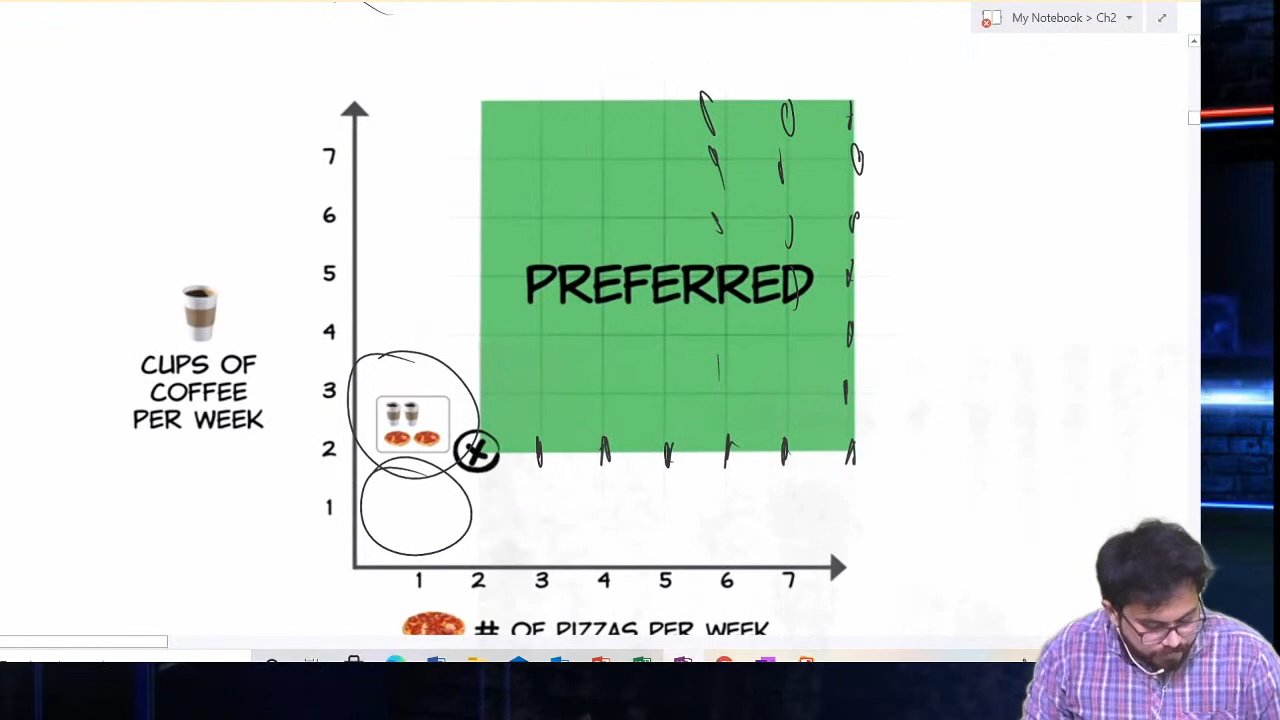 My Notebook > Ch2
7
6
5
4
3
2
1
PREFERRED
CUPS OF
COFFEE
PER WEEK
1 2 3 4 5 6 7
# OF PIZZAS PER WEEK